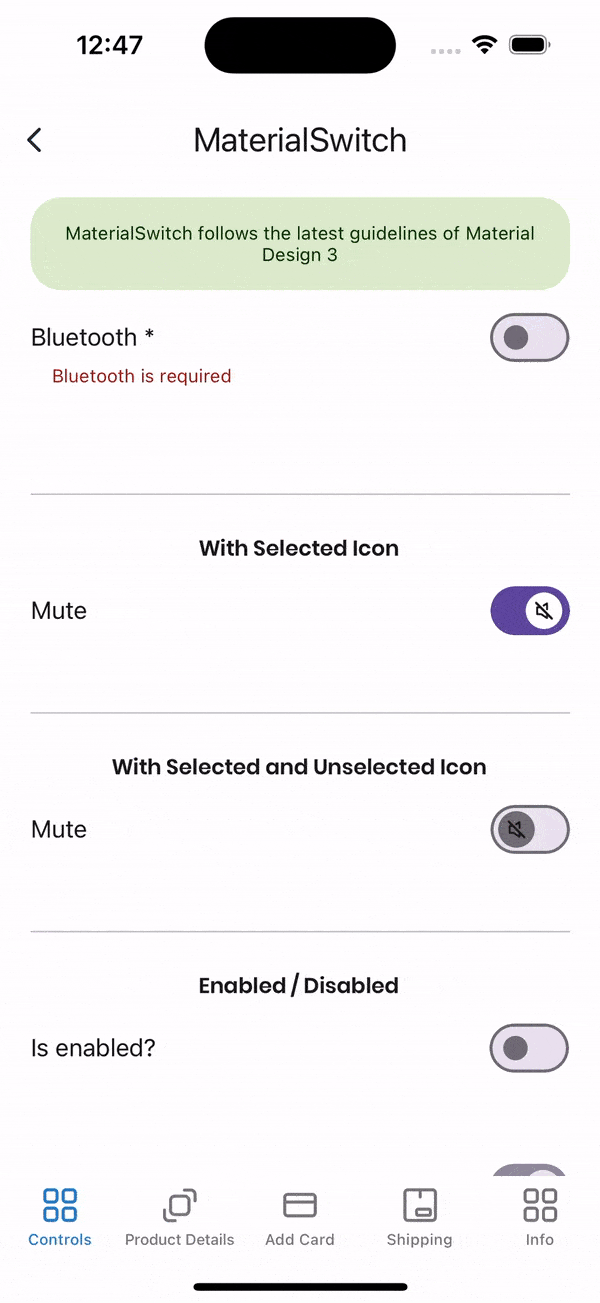 12:47
MaterialSwitch
MaterialSwitch follows the latest guidelines of Material
Design 3
Bluetooth *
Bluetooth is required
With Selected Icon
Mute
With Selected and Unselected Icon
Mute
Enabled / Disabled
Is enabled?
Controls
Product Details
Add Card
Shipping
Info